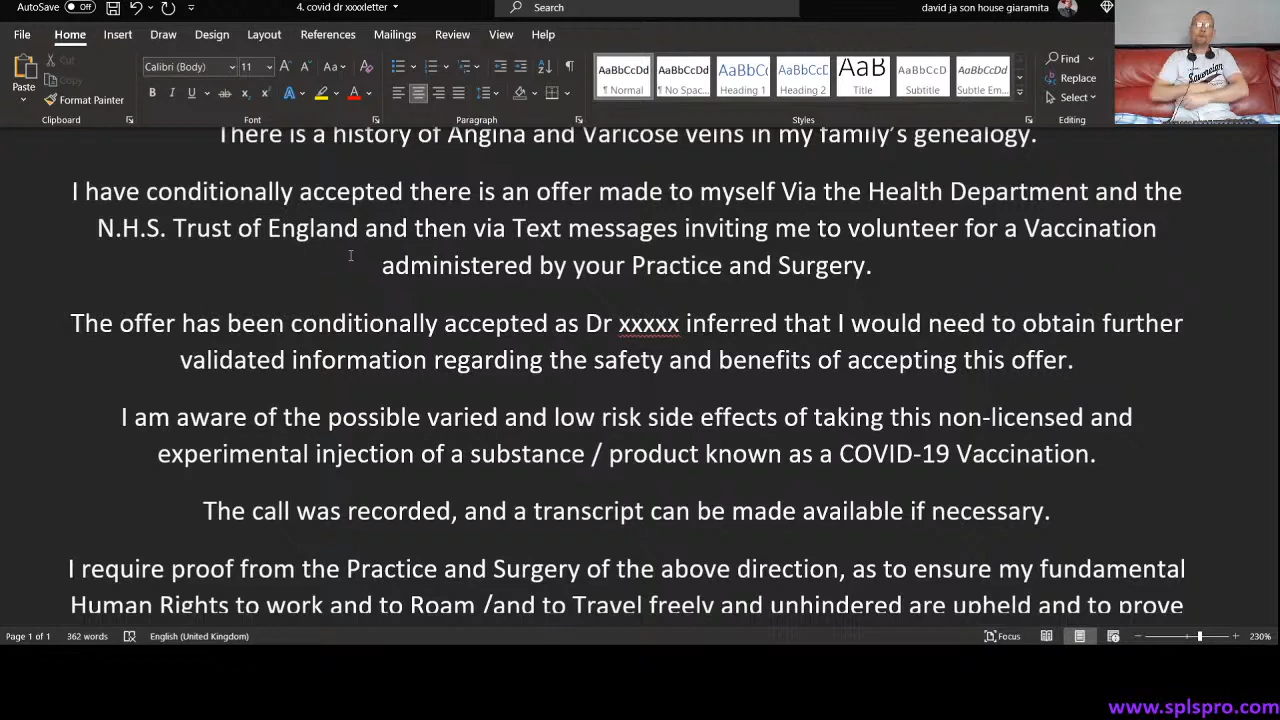 AutoSave Off
4. covid dr xxxxletter
Search
david ja son house giaramita
File Home Insert Draw Design Layout References Mailings Review View Help
Paste
Cut
Copy
Format Painter
Clipboard
Calibri (Body) 11
Font
Paragraph
AaBbCcDd AaBbCcDd AaBbCc AaBbCcD AaB AaBbCcD AaBbCcDd
¶ Normal ¶ No Spac... Heading 1 Heading 2 Title Subtitle Subtle Em...
Styles
Find
Replace
Select
Editing
There is a history of Angina and Varicose veins in my family's genealogy.
I have conditionally accepted there is an offer made to myself Via the Health Department and the
N.H.S. Trust of England and then via Text messages inviting me to volunteer for a Vaccination
administered by your Practice and Surgery.
The offer has been conditionally accepted as Dr xxxxx inferred that I would need to obtain further
validated information regarding the safety and benefits of accepting this offer.
I am aware of the possible varied and low risk side effects of taking this non-licensed and
experimental injection of a substance / product known as a COVID-19 Vaccination.
The call was recorded, and a transcript can be made available if necessary.
I require proof from the Practice and Surgery of the above direction, as to ensure my fundamental
Human Rights to work and to Roam /and to Travel freely and unhindered are upheld and to prove
Page 1 of 1 362 words English (United Kingdom) Focus 230%
www.splspro.com